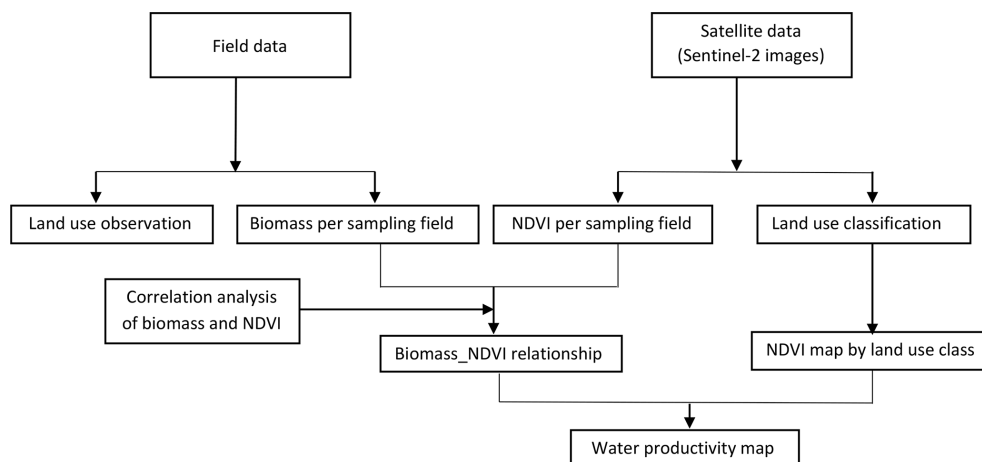 Field data
Satellite data
(Sentinel-2 images)
Land use observation
Biomass per sampling field
NDVI per sampling field
Land use classification
Correlation analysis
of biomass and NDVI
Biomass_NDVI relationship
NDVI map by land use class
Water productivity map